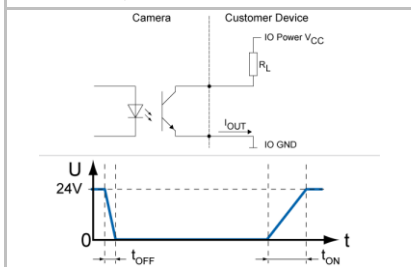 Camera Customer Device
IO Power VCC
RL
IOUT
IO GND
U
24V
0
t
tOFF tON